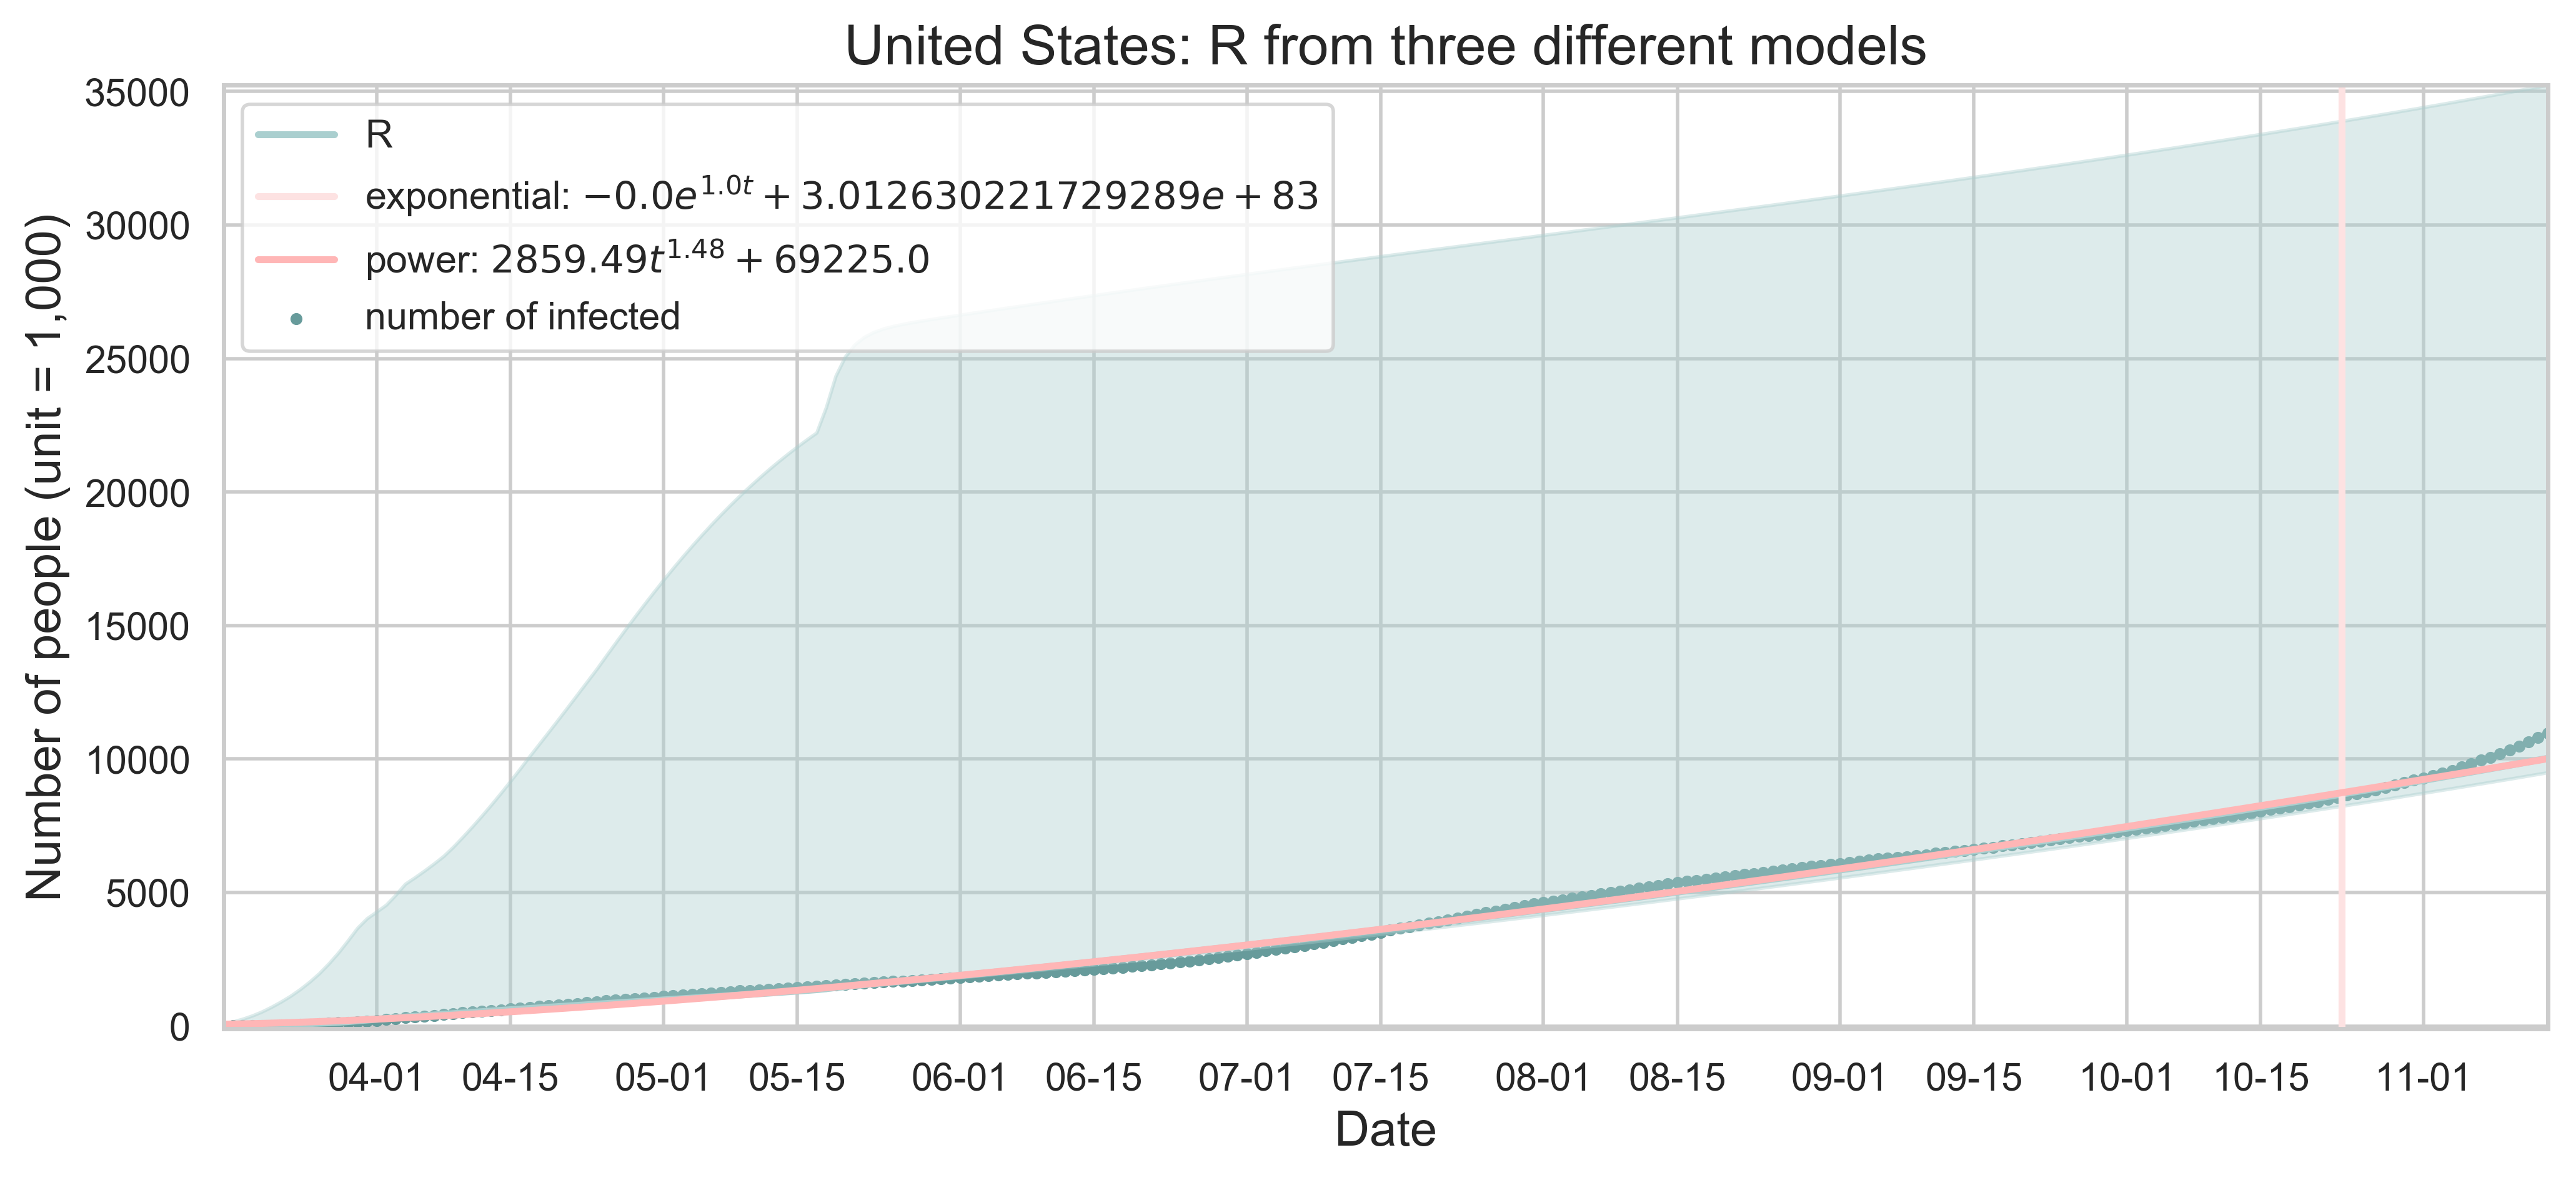 United States: R from three different models
Number of people (unit = 1,000)
35000
30000
25000
20000
15000
10000
5000
0
R
exponential: −0.0e^{1.0t} + 3.012630221729289e + 83
power: 2859.49t^{1.48} + 69225.0
number of infected
04-01 04-15 05-01 05-15 06-01 06-15 07-01 07-15 08-01 08-15 09-01 09-15 10-01 10-15 11-01
Date